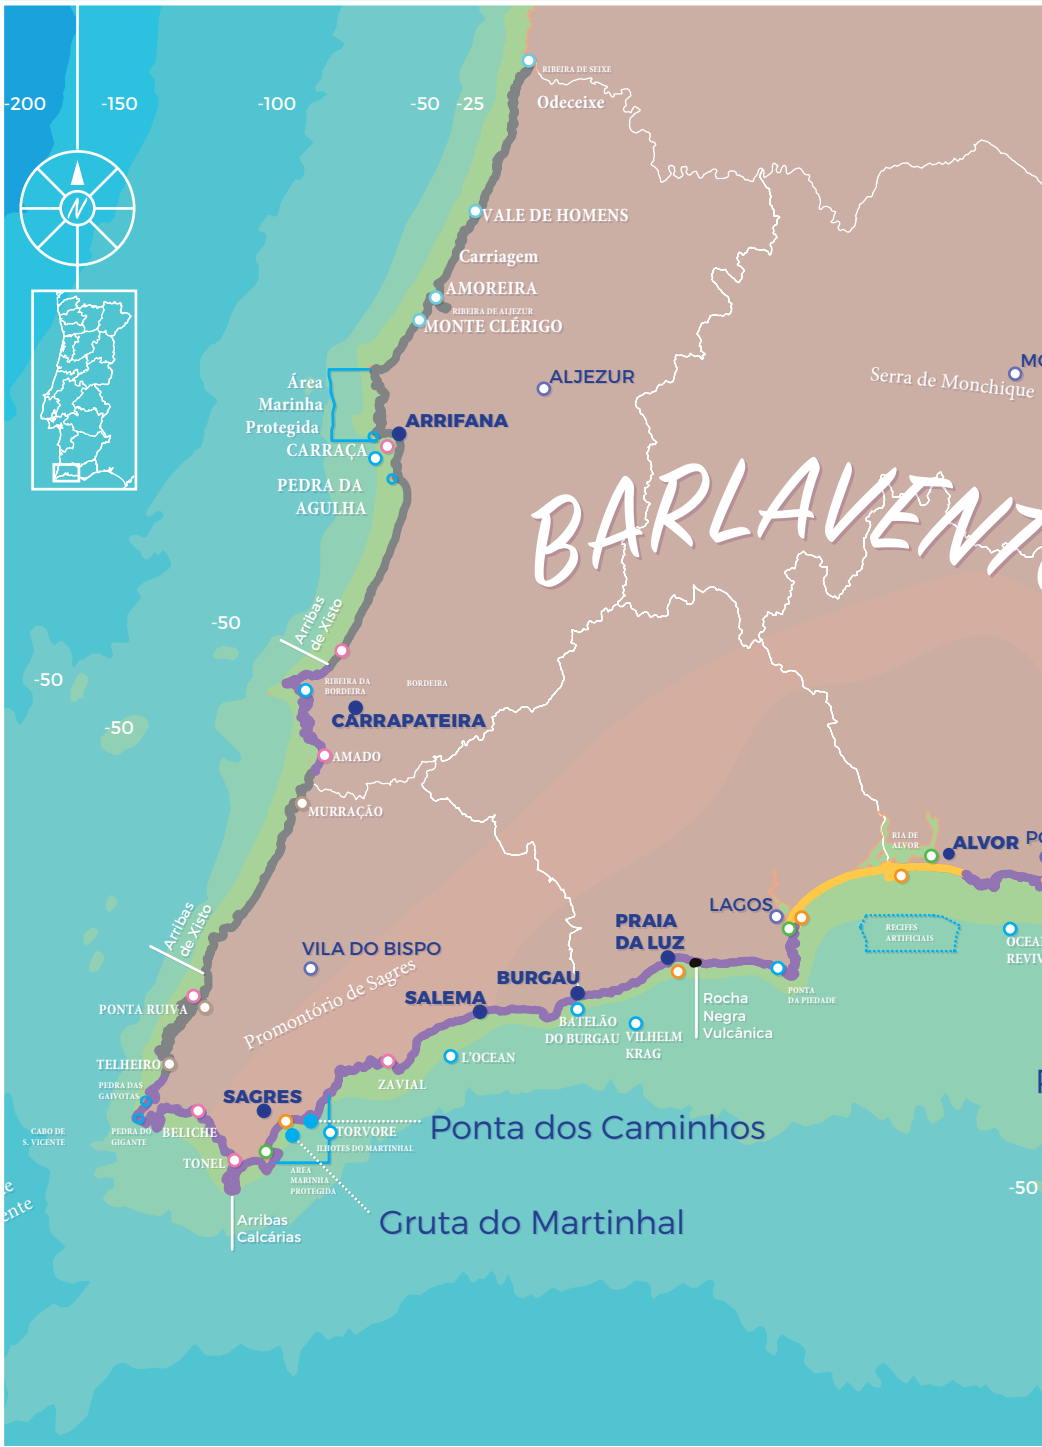 RIBEIRA DE SEIXE
Odeceixe
-200
-150
-100
-50
-25
N
VALE DE HOMENS
Carriagem
AMOREIRA
RIBEIRA DE ALJEZUR
MONTE CLÉRIGO
Área
Marinha
Protegida
ALJEZUR
Serra de Monchique
ARRIFANA
CARRAÇA
PEDRA DA
AGULHA
BARLAVENT
Arribas
de Xisto
-50
-50
-50
RIBEIRA DA
BORDEIRA
BORDEIRA
CARRAPATEIRA
AMADO
MURRAÇÃO
RIA DE
ALVOR
ALVOR
LAGOS
PRAIA
DA LUZ
RECIFES
ARTIFICIAIS
Arribas
de Xisto
VILA DO BISPO
Promontório de Sagres
BURGAU
SALEMA
PONTA
DA PIEDADE
Rocha
Negra
Vulcânica
PONTA RUIVA
BATELÃO
DO BURGAU
VILHELM
KRAG
L'OCEAN
TELHEIRO
ZAVIAL
PEDRA DAS
GAIVOTAS
SAGRES
CABO DE
S. VICENTE
PEDRA DO
GIGANTE
BELICHE
TORVORE
Ponta dos Caminhos
ILHOTES DO MARTINHAL
TONEL
AREA
MARINHA
PROTEGIDA
-50
Arribas
Calcárias
Gruta do Martinhal